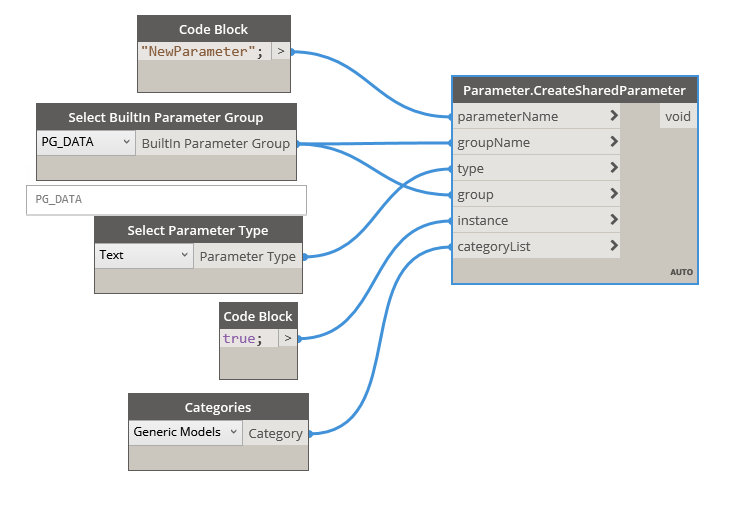 Code Block
"NewParameter"; >
Select BuiltIn Parameter Group
PG_DATA BuiltIn Parameter Group
PG_DATA
Select Parameter Type
Text Parameter Type
Code Block
true; >
Categories
Generic Models Category
Parameter.CreateSharedParameter
parameterName > void
groupName >
type >
group >
instance >
categoryList >
AUTO